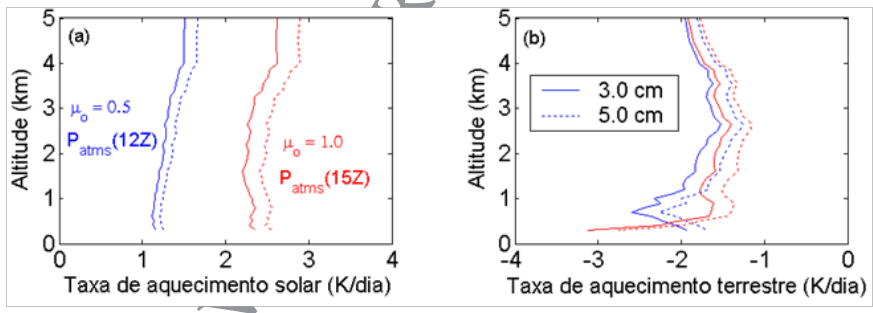 (a)
5
4
3
2
1
0
Altitude (km)
μo = 0.5
Patms(12Z)
μo = 1.0
Patms(15Z)
0 1 2 3 4
Taxa de aquecimento solar (K/dia)
(b)
5
4
3
2
1
0
Altitude (km)
3.0 cm
5.0 cm
-4 -3 -2 -1 0
Taxa de aquecimento terrestre (K/dia)